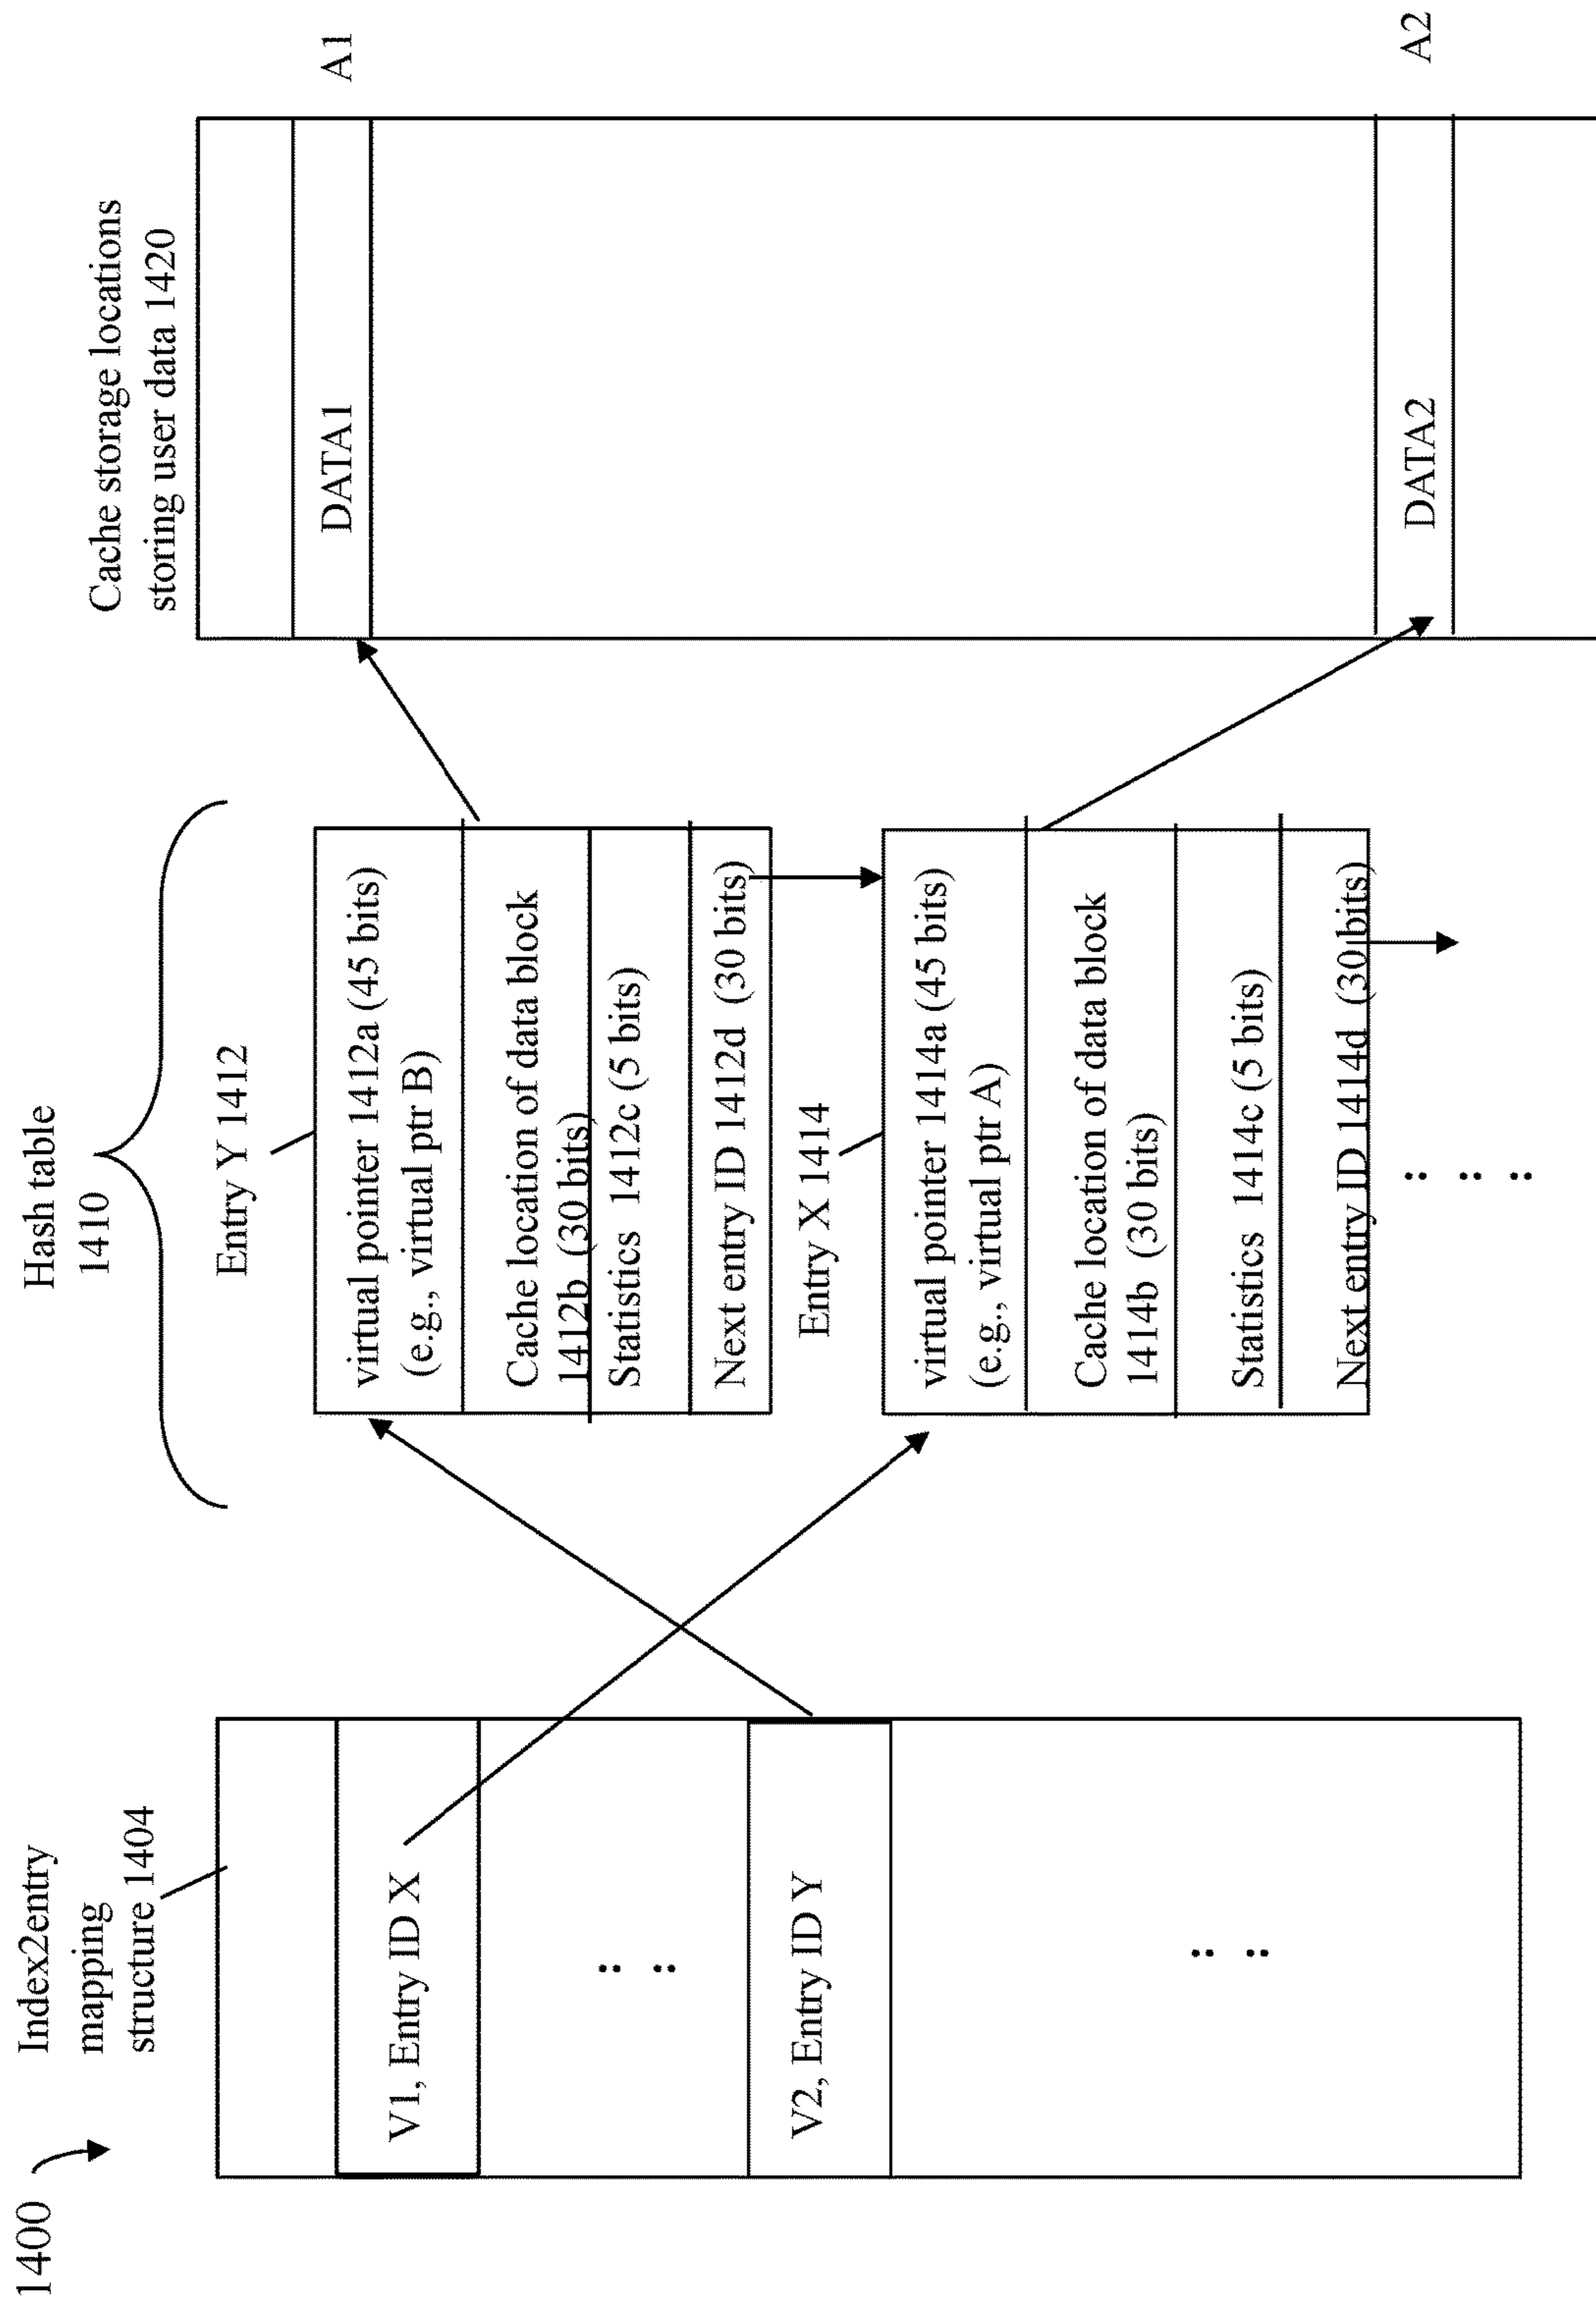 1400
Index2entry
mapping
structure 1404
V1, Entry ID X
V2, Entry ID Y
Hash table
1410
Entry Y 1412
virtual pointer 1412a (45 bits)
(e.g., virtual ptr B)
Cache location of data block
1412b (30 bits)
Statistics 1412c (5 bits)
Next entry ID 1412d (30 bits)
Entry X 1414
virtual pointer 1414a (45 bits)
(e.g., virtual ptr A)
Cache location of data block
1414b (30 bits)
Statistics 1414c (5 bits)
Next entry ID 1414d (30 bits)
Cache storage locations
storing user data 1420
DATA1
A1
DATA2
A2